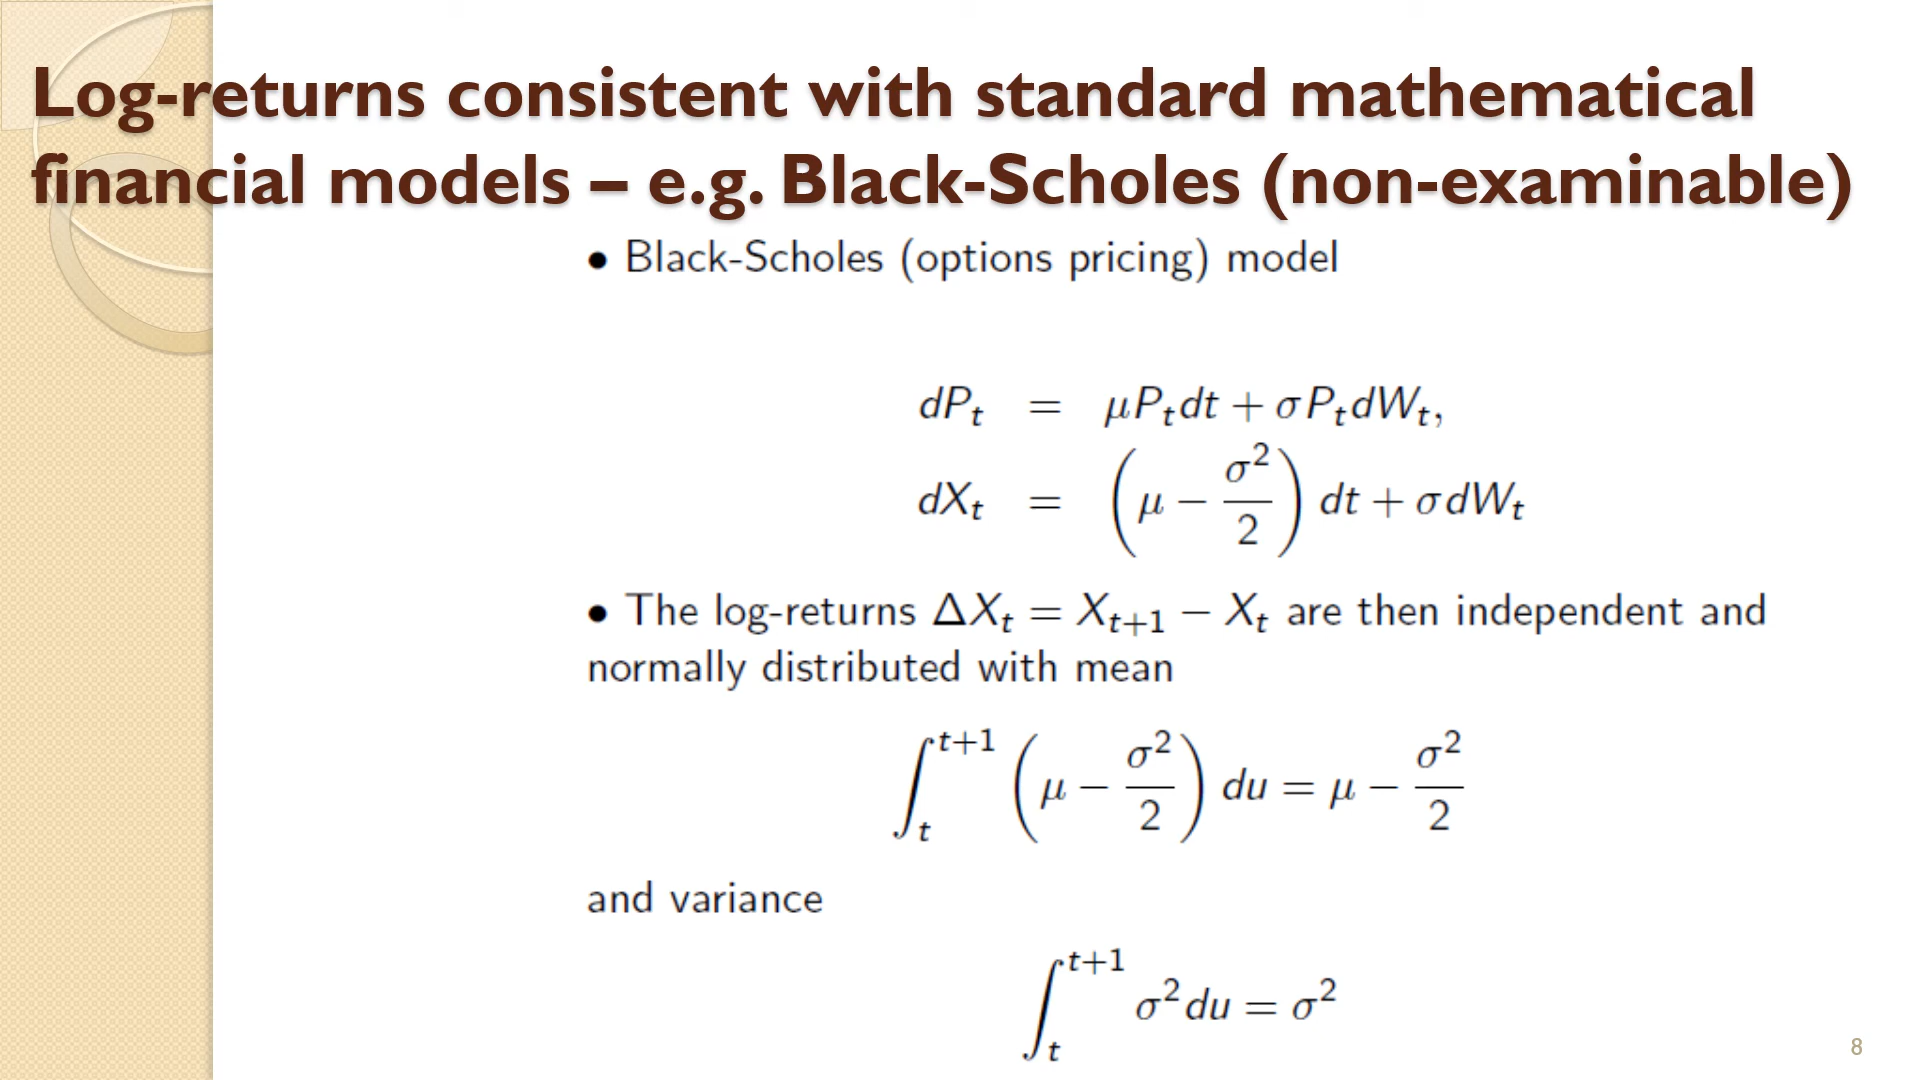 Log-returns consistent with standard mathematical
financial models – e.g. Black-Scholes (non-examinable)
• Black-Scholes (options pricing) model
dP_t = μP_t dt + σP_t dW_t,
dX_t = (μ − σ²/2) dt + σdW_t
• The log-returns ΔX_t = X_{t+1} − X_t are then independent and
normally distributed with mean
∫_t^{t+1} (μ − σ²/2) du = μ − σ²/2
and variance
∫_t^{t+1} σ² du = σ²
8